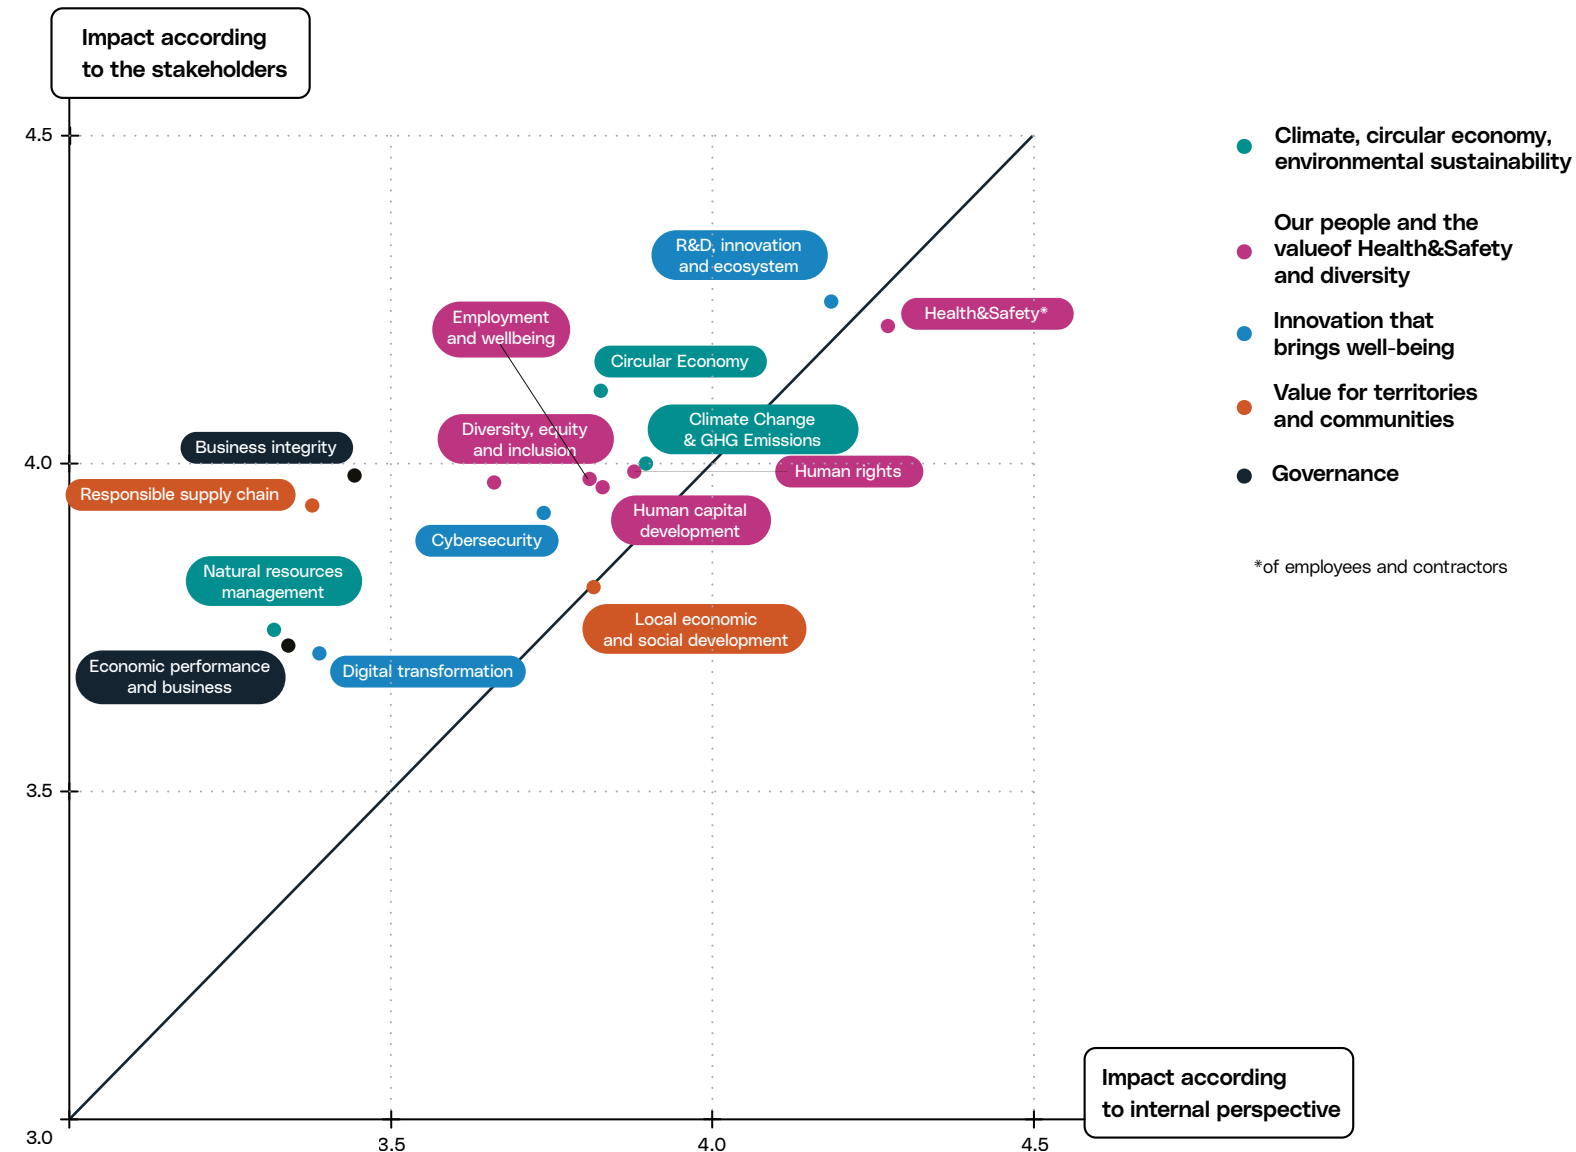 Impact according
to the stakeholders
4.5
Climate, circular economy,
environmental sustainability
Our people and the
valueof Health&Safety
and diversity
R&D, innovation
and ecosystem
Health&Safety*
Employment
and wellbeing
Innovation that
brings well-being
Circular Economy
Value for territories
and communities
Climate Change
& GHG Emissions
Diversity, equity
and inclusion
Business integrity
4.0
Human rights
Governance
Responsible supply chain
Human capital
development
Cybersecurity
*of employees and contractors
Natural resources
management
Local economic
and social development
Economic performance
and business
Digital transformation
3.5
Impact according
to internal perspective
3.0
3.5
4.0
4.5